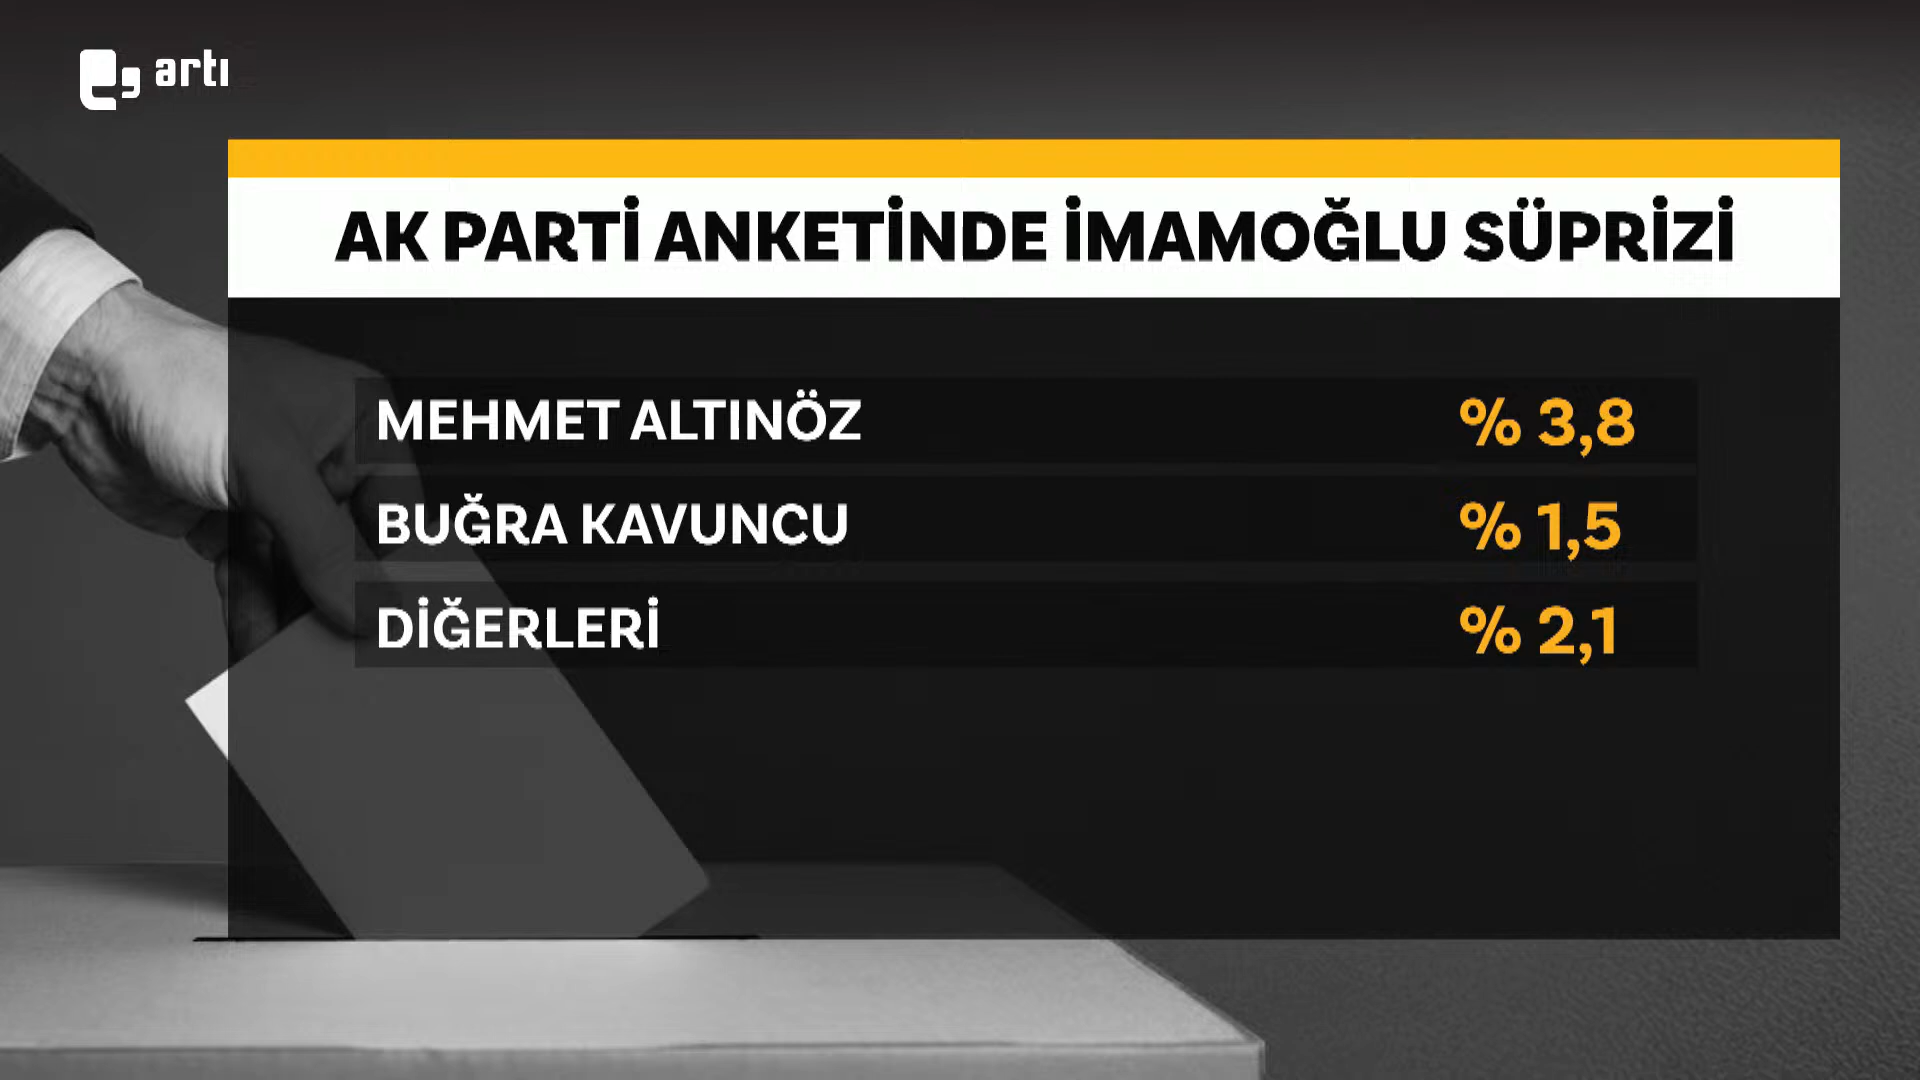 artı
AK PARTİ ANKETİNDE İMAMOĞLU SÜPRİZİ
MEHMET ALTINÖZ % 3,8
BUĞRA KAVUNCU % 1,5
DİĞERLERİ % 2,1